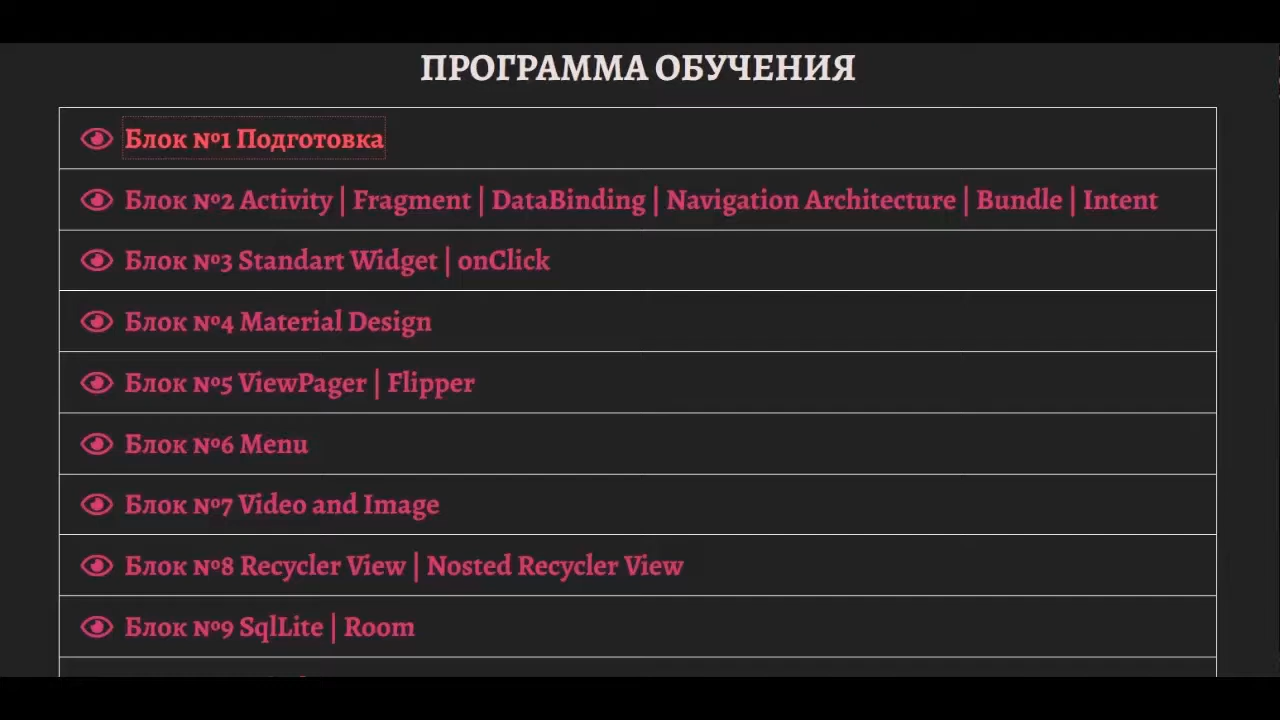 ПРОГРАММА ОБУЧЕНИЯ
Блок №1 Подготовка
Блок №2 Activity | Fragment | DataBinding | Navigation Architecture | Bundle | Intent
Блок №3 Standart Widget | onClick
Блок №4 Material Design
Блок №5 ViewPager | Flipper
Блок №6 Menu
Блок №7 Video and Image
Блок №8 Recycler View | Nosted Recycler View
Блок №9 SqlLite | Room